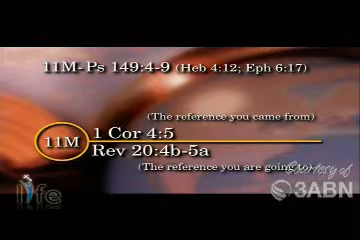 11M- Ps 149:4-9 (Heb 4:12; Eph 6:17)
(The reference you came from)
1 Cor 4:5
11M
Rev 20:4b-5a
(The reference you are going to)
Courtesy of
3ABN
life